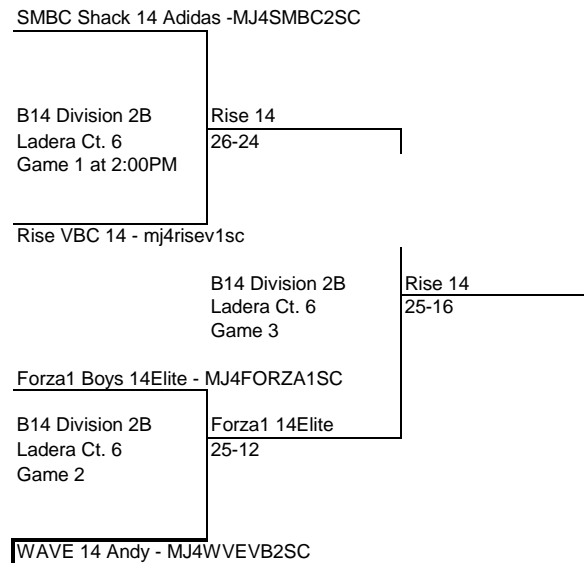 SMBC Shack 14 Adidas -MJ4SMBC2SC
B14 Division 2B
Ladera Ct. 6
Game 1 at 2:00PM
Rise 14
26-24
Rise VBC 14 - mj4risev1sc
B14 Division 2B
Ladera Ct. 6
Game 3
Rise 14
25-16
Forza1 Boys 14Elite - MJ4FORZA1SC
B14 Division 2B
Ladera Ct. 6
Game 2
Forza1 14Elite
25-12
WAVE 14 Andy - MJ4WVEVB2SC